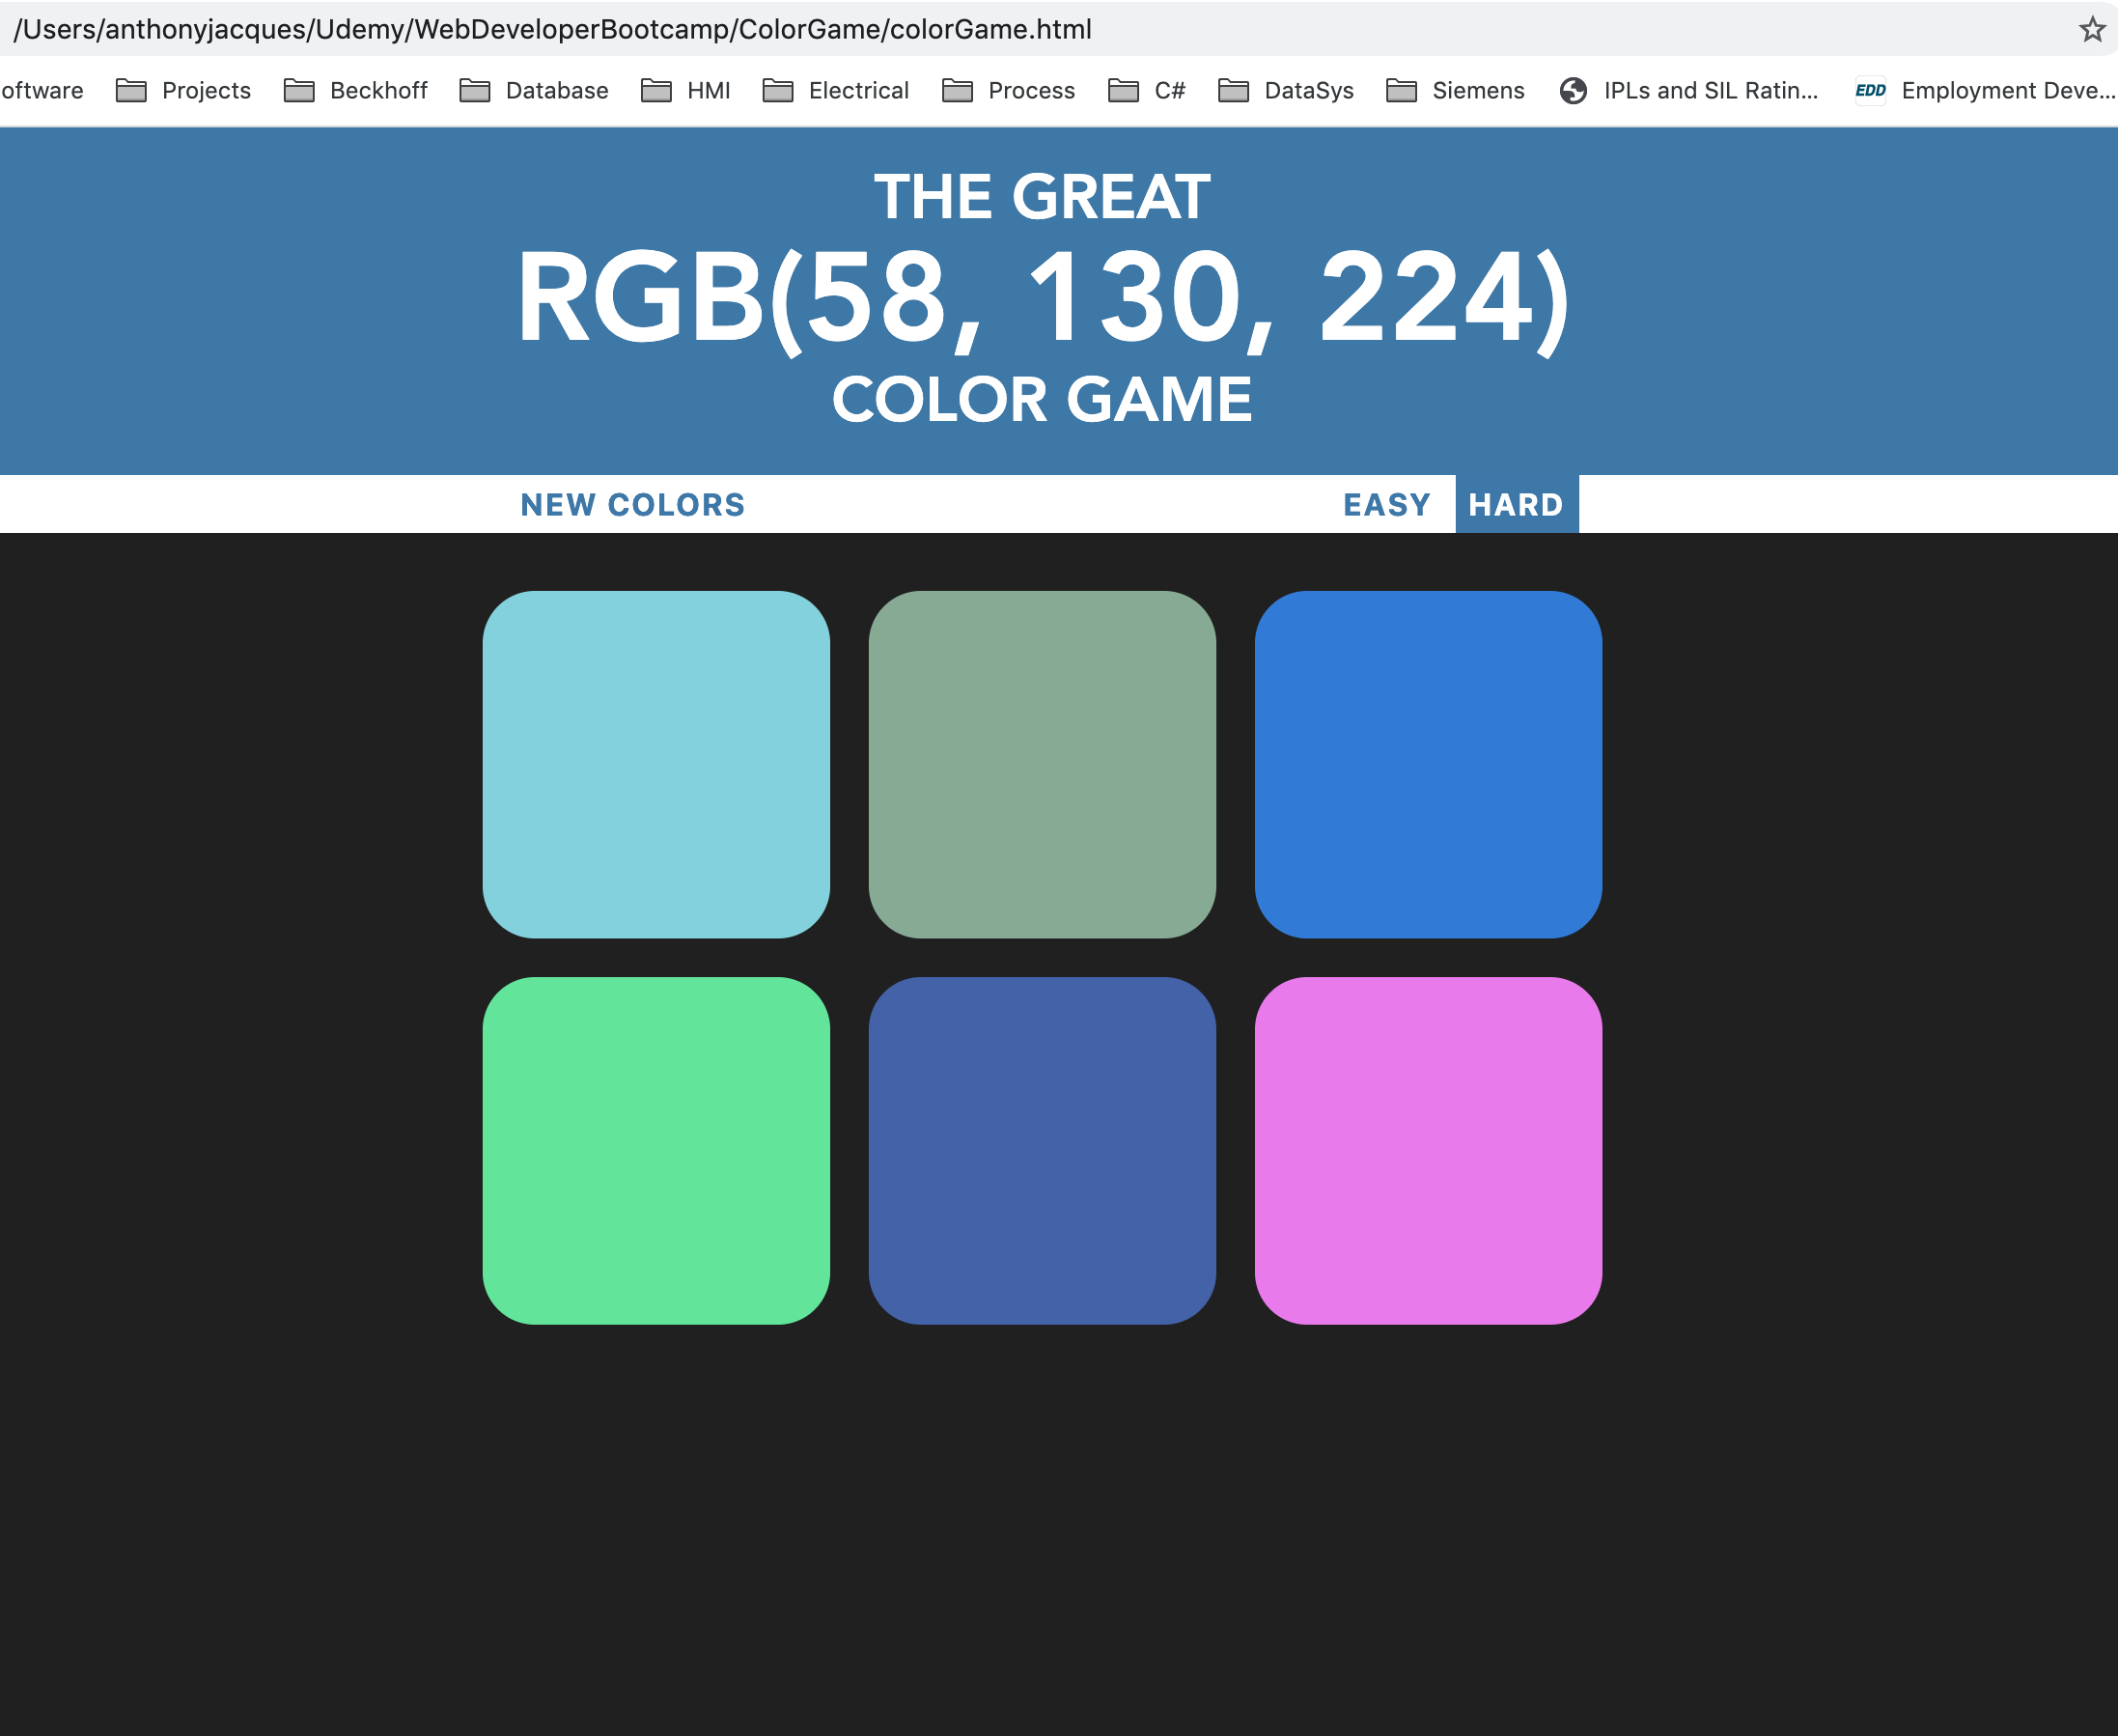 /Users/anthonyjacques/Udemy/WebDeveloperBootcamp/ColorGame/colorGame.html
oftware Projects Beckhoff Database HMI Electrical Process C# DataSys Siemens IPLs and SIL Ratin... EDD Employment Deve...
THE GREAT
RGB(58, 130, 224)
COLOR GAME
NEW COLORS EASY HARD